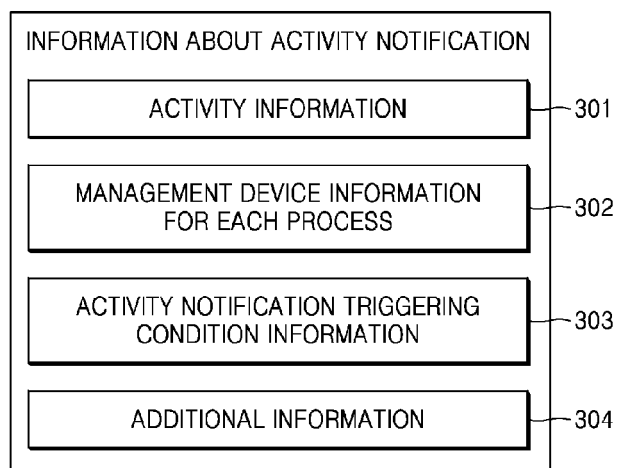 INFORMATION ABOUT ACTIVITY NOTIFICATION
ACTIVITY INFORMATION
301
MANAGEMENT DEVICE INFORMATION
FOR EACH PROCESS
302
ACTIVITY NOTIFICATION TRIGGERING
CONDITION INFORMATION
303
ADDITIONAL INFORMATION
304